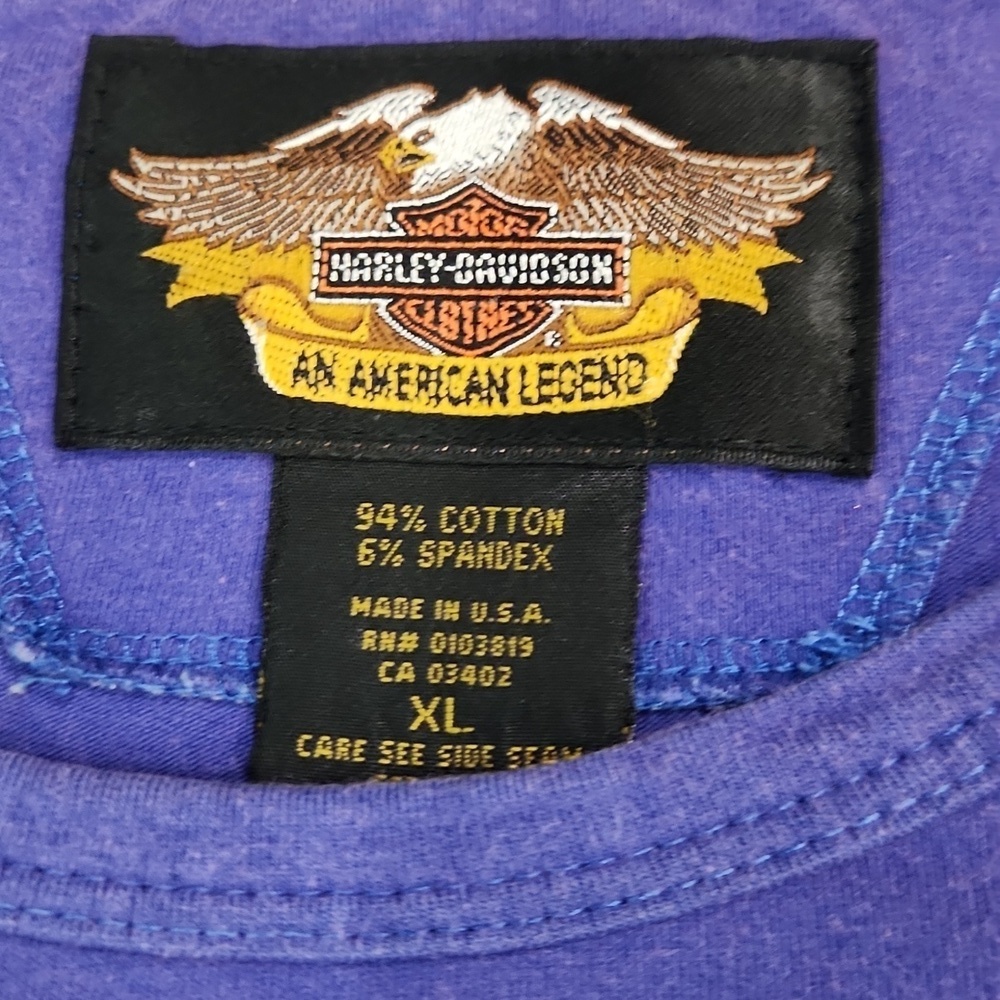 MOTOR
HARLEY-DAVIDSON
CLOTHES
®
AN AMERICAN LEGEND
94% COTTON
6% SPANDEX
MADE IN U.S.A.
RN# 0103819
CA 03402
XL
CARE SEE SIDE SEAM